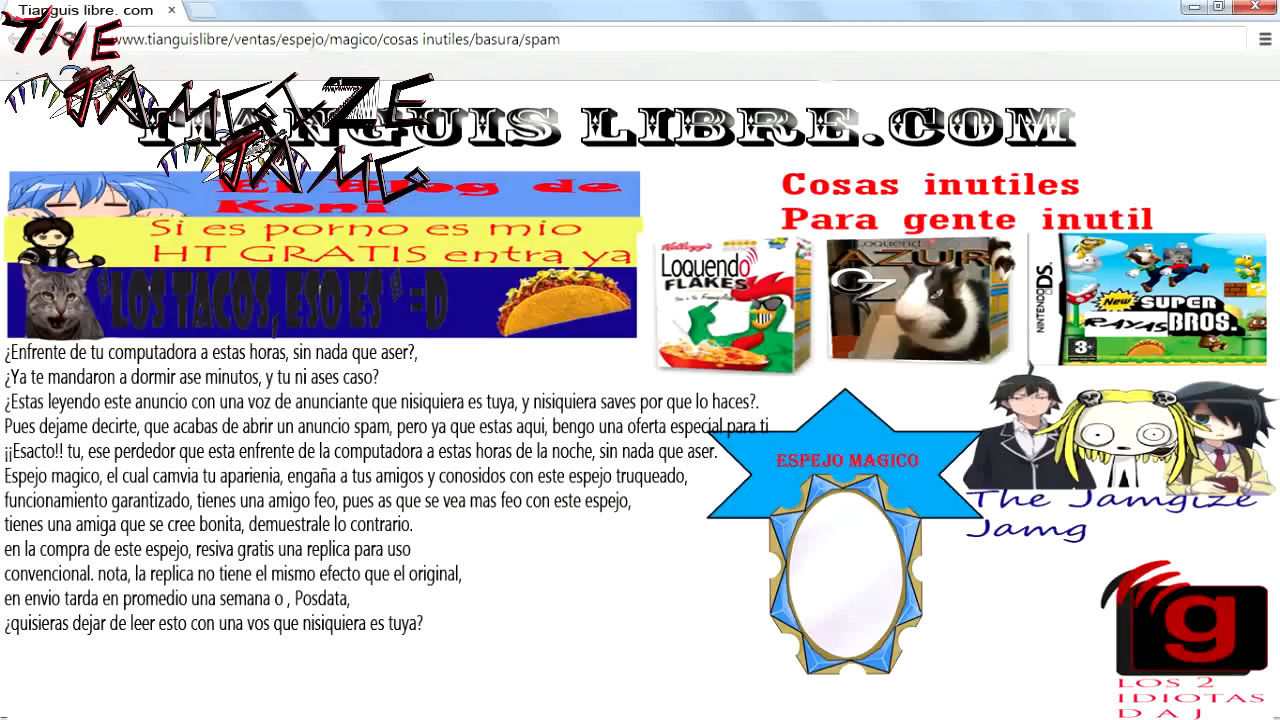 Tianguis libre. com
www.tianguislibre/ventas/espejo/magico/cosas inutiles/basura/spam
THE
JAMGIZE
JAMG
TIANGUIS LIBRE.COM
El blog de
Koni
Si es porno es mio
HT GRATIS entra ya
"LOS TACOS, ESO ES" =D
Cosas inutiles
Para gente inutil
Kellogg's
Loquendo
FLAKES
Loquendo
AZUR
OZ
NINTENDO DS
New SUPER
RAYAS BROS.
3+
¿Enfrente de tu computadora a estas horas, sin nada que aser?,
¿Ya te mandaron a dormir ase minutos, y tu ni ases caso?
¿Estas leyendo este anuncio con una voz de anunciante que nisiquiera es tuya, y nisiquiera saves por que lo haces?.
Pues dejame decirte, que acabas de abrir un anuncio spam, pero ya que estas aqui, bengo una oferta especial para ti
¡¡Esacto!! tu, ese perdedor que esta enfrente de la computadora a estas horas de la noche, sin nada que aser.
Espejo magico, el cual camvia tu aparienia, engaña a tus amigos y conosidos con este espejo truqueado,
funcionamiento garantizado, tienes una amigo feo, pues as que se vea mas feo con este espejo,
tienes una amiga que se cree bonita, demuestrale lo contrario.
en la compra de este espejo, resiva gratis una replica para uso
convencional. nota, la replica no tiene el mismo efecto que el original,
en envio tarda en promedio una semana o , Posdata,
¿quisieras dejar de leer esto con una vos que nisiquiera es tuya?
ESPEJO MAGICO
The Jamgize
Jamg
g
LOS 2
IDIOTAS
D A J